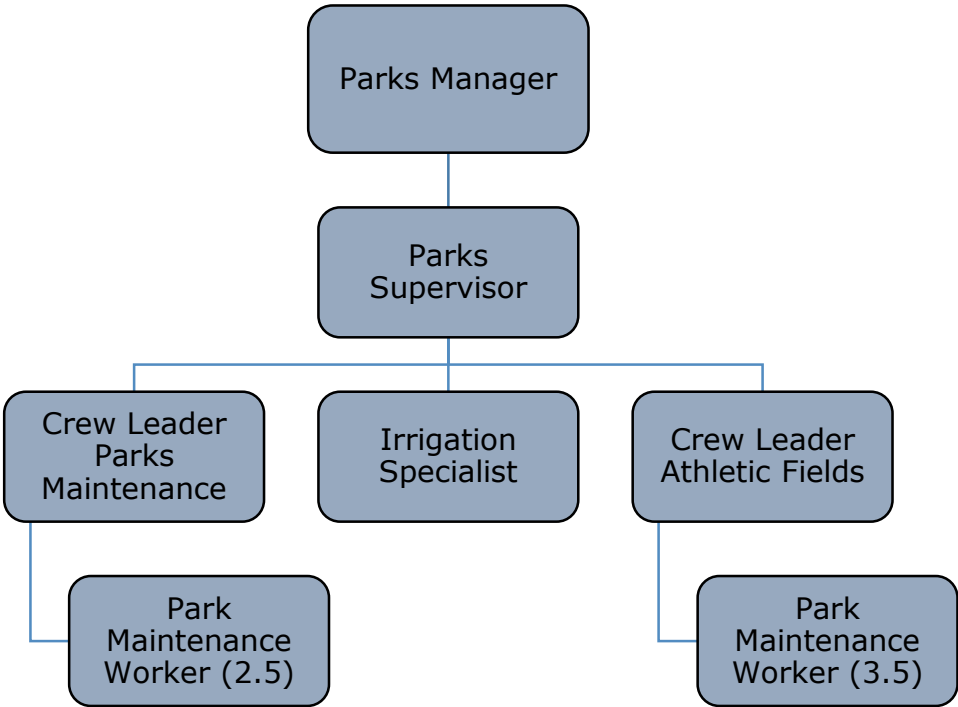 Parks Manager
Parks
Supervisor
Crew Leader
Parks
Maintenance
Irrigation
Specialist
Crew Leader
Athletic Fields
Park
Maintenance
Worker (2.5)
Park
Maintenance
Worker (3.5)